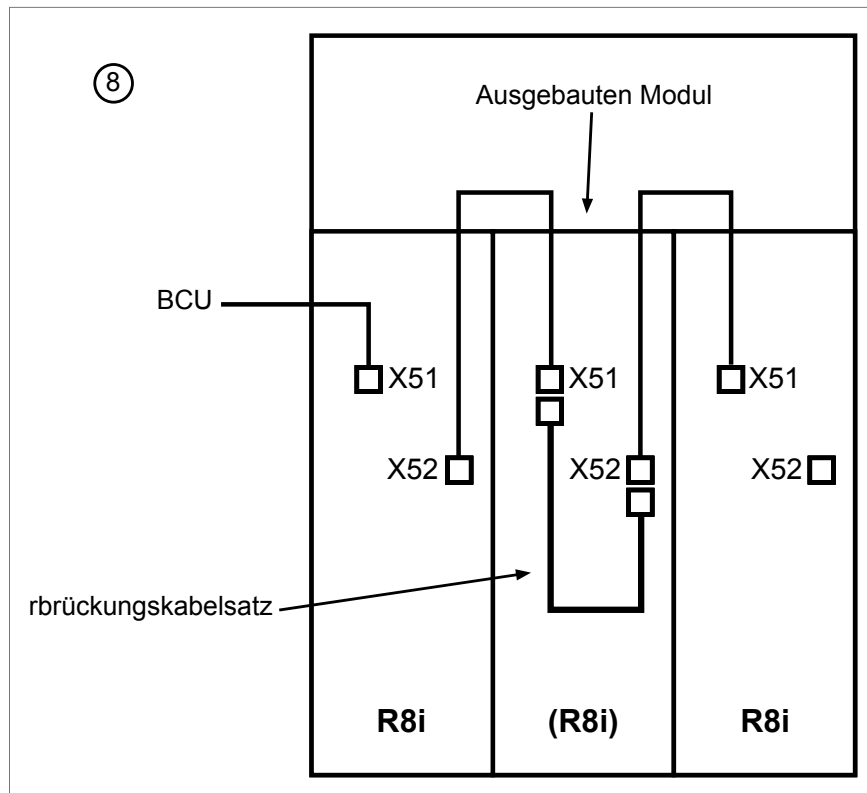 8
Ausgebauten Modul
BCU
X51
X51
X51
X52
X52
X52
rbrückungskabelsatz
R8i
(R8i)
R8i